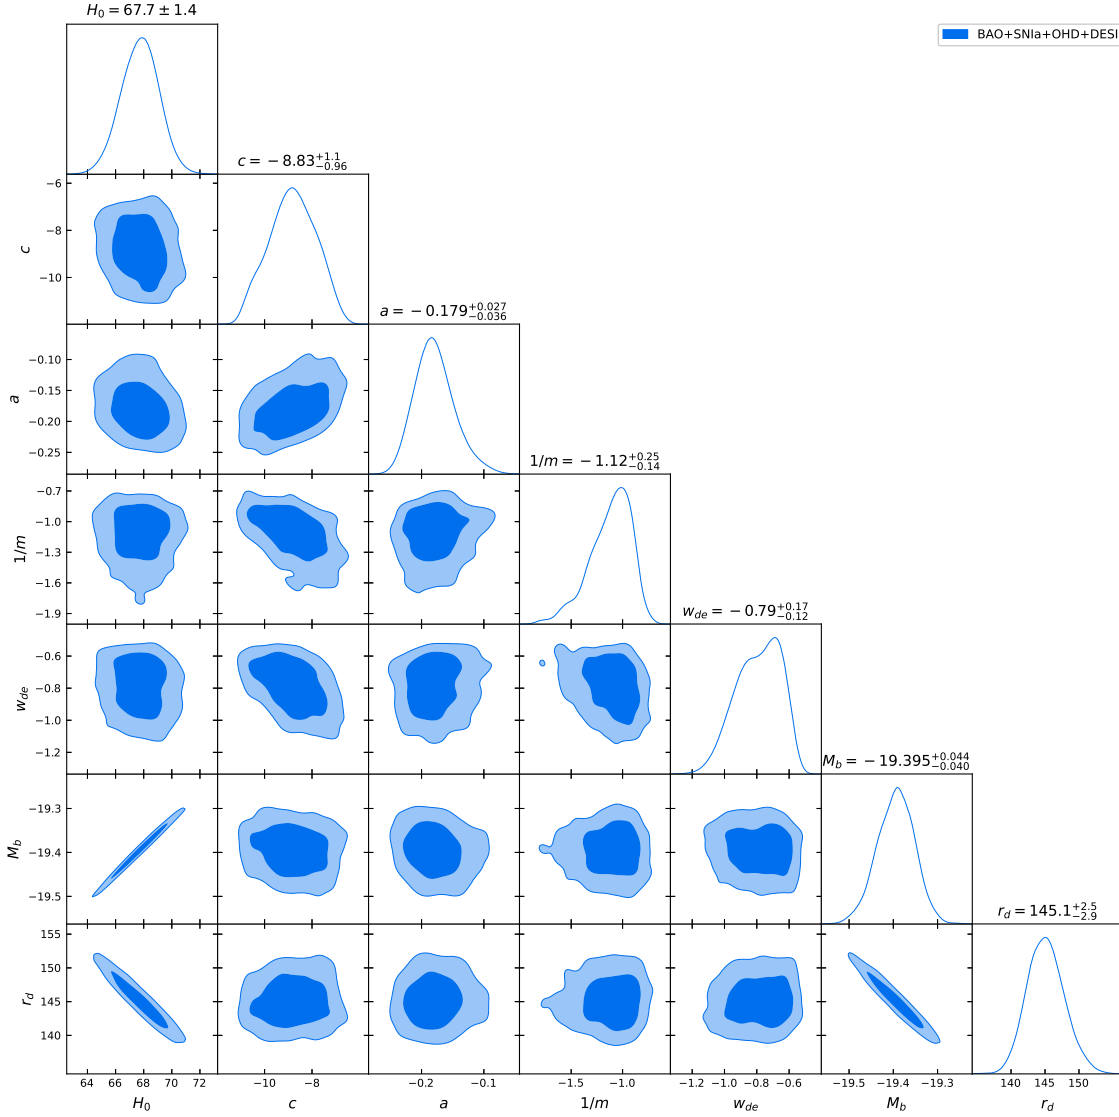 H₀ = 67.7 ± 1.4
BAO+SNIa+OHD+DESI
c = −8.83^{+1.1}_{−0.96}
−6
−8
−10
c
a = −0.179^{+0.027}_{−0.036}
−0.10
−0.15
−0.20
−0.25
a
1/m = −1.12^{+0.25}_{−0.14}
−0.7
−1.0
−1.3
−1.6
−1.9
1/m
w_{de} = −0.79^{+0.17}_{−0.12}
−0.6
−0.8
−1.0
−1.2
w_{de}
M_b = −19.395^{+0.044}_{−0.040}
−19.3
−19.4
−19.5
M_b
r_d = 145.1^{+2.5}_{−2.9}
155
150
145
140
r_d
64 66 68 70 72 −10 −8 −0.2 −0.1 −1.5 −1.0 −1.2 −1.0 −0.8 −0.6 −19.5 −19.4 −19.3 140 145 150
H₀ c a 1/m w_{de} M_b r_d